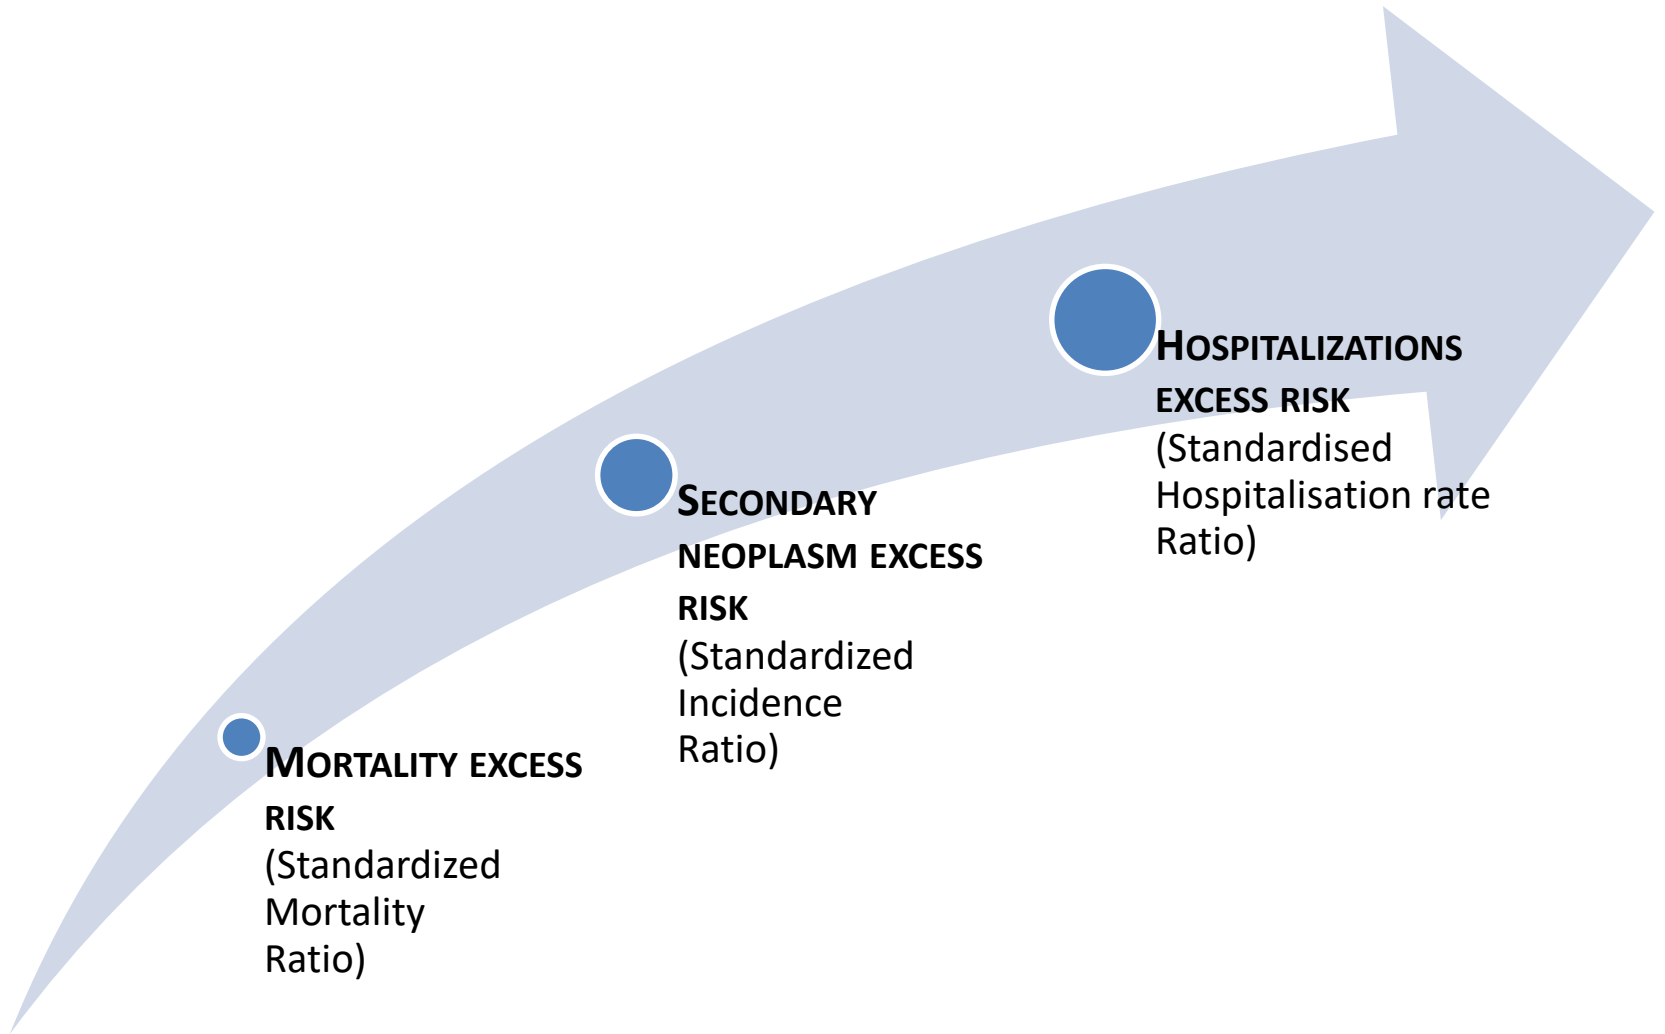 HOSPITALIZATIONS
EXCESS RISK
(Standardised
Hospitalisation rate
Ratio)
SECONDARY
NEOPLASM EXCESS
RISK
(Standardized
Incidence
Ratio)
MORTALITY EXCESS
RISK
(Standardized
Mortality
Ratio)